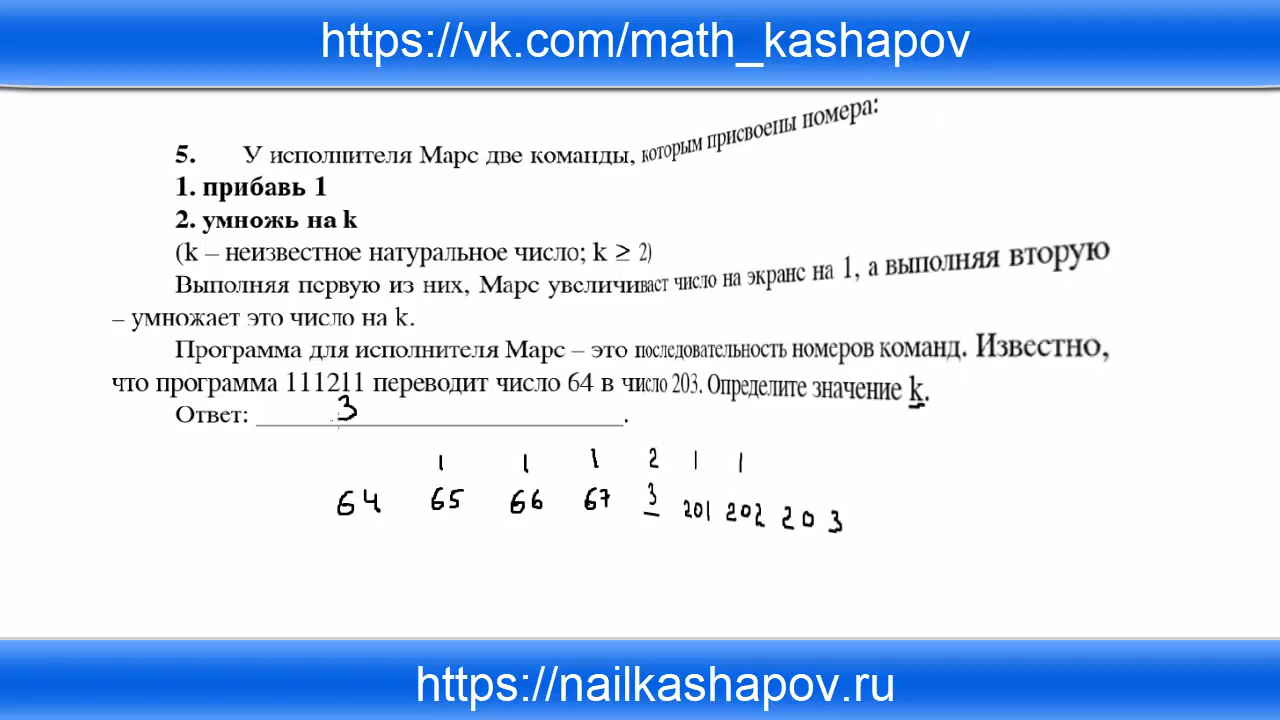 https://vk.com/math_kashapov
5. У исполнителя Марс две команды, которым присвоены номера:
1. прибавь 1
2. умножь на k
(k – неизвестное натуральное число; k ≥ 2)
Выполняя первую из них, Марс увеличивает число на экране на 1, а выполняя вторую
– умножает это число на k.
Программа для исполнителя Марс – это последовательность номеров команд. Известно,
что программа 111211 переводит число 64 в число 203. Определите значение k.
Ответ: 3.
1 1 1 2 1 1
64 65 66 67 3 201 202 203
https://nailkashapov.ru